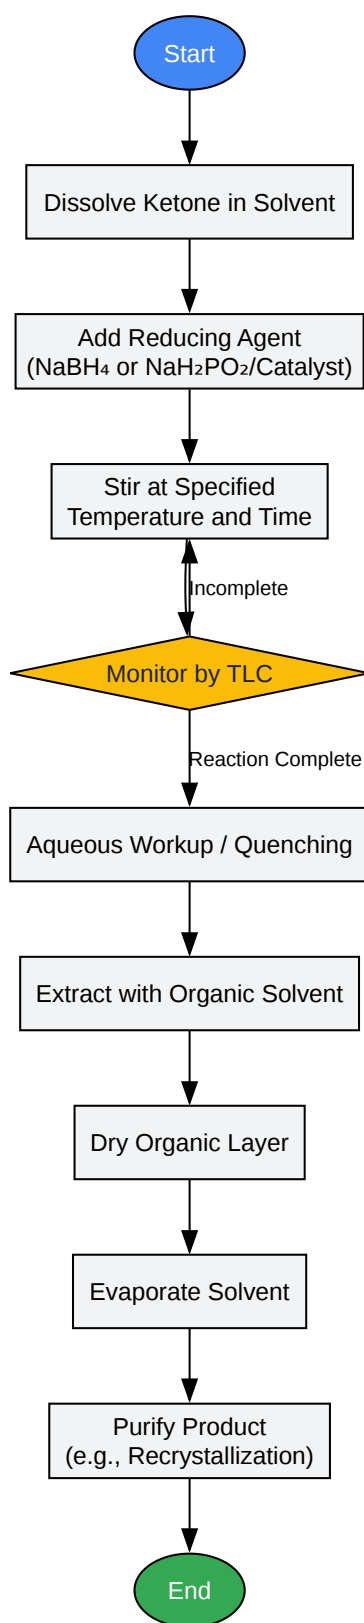 Start
Dissolve Ketone in Solvent
Add Reducing Agent
(NaBH₄ or NaH₂PO₂/Catalyst)
Stir at Specified
Temperature and Time
Incomplete
Monitor by TLC
Reaction Complete
Aqueous Workup / Quenching
Extract with Organic Solvent
Dry Organic Layer
Evaporate Solvent
Purify Product
(e.g., Recrystallization)
End